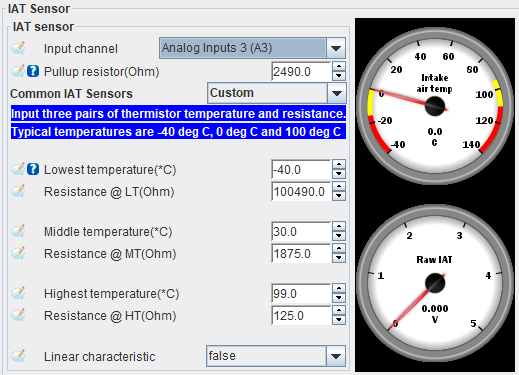 IAT Sensor
IAT sensor
Input channel Analog Inputs 3 (A3)
Pullup resistor(Ohm) 2490.0
Common IAT Sensors Custom
Input three pairs of thermistor temperature and resistance.
Typical temperatures are -40 deg C, 0 deg C and 100 deg C
Lowest temperature(*C) -40.0
Resistance @ LT(Ohm) 100490.0
Middle temperature(*C) 30.0
Resistance @ MT(Ohm) 1875.0
Highest temperature(*C) 99.0
Resistance @ HT(Ohm) 125.0
Linear characteristic false
40 60
20 80
Intake
air temp
0 100
-20 120
0.0
C
-40 140
2 3
Raw IAT
1 4
0.000
V
0 5